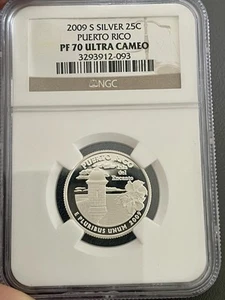 2009 S SILVER 25C
PUERTO RICO
PF 70 ULTRA CAMEO
3293912-093
NGC
PUERTO RICO
Isla del
Encanto
E PLURIBUS UNUM 2009